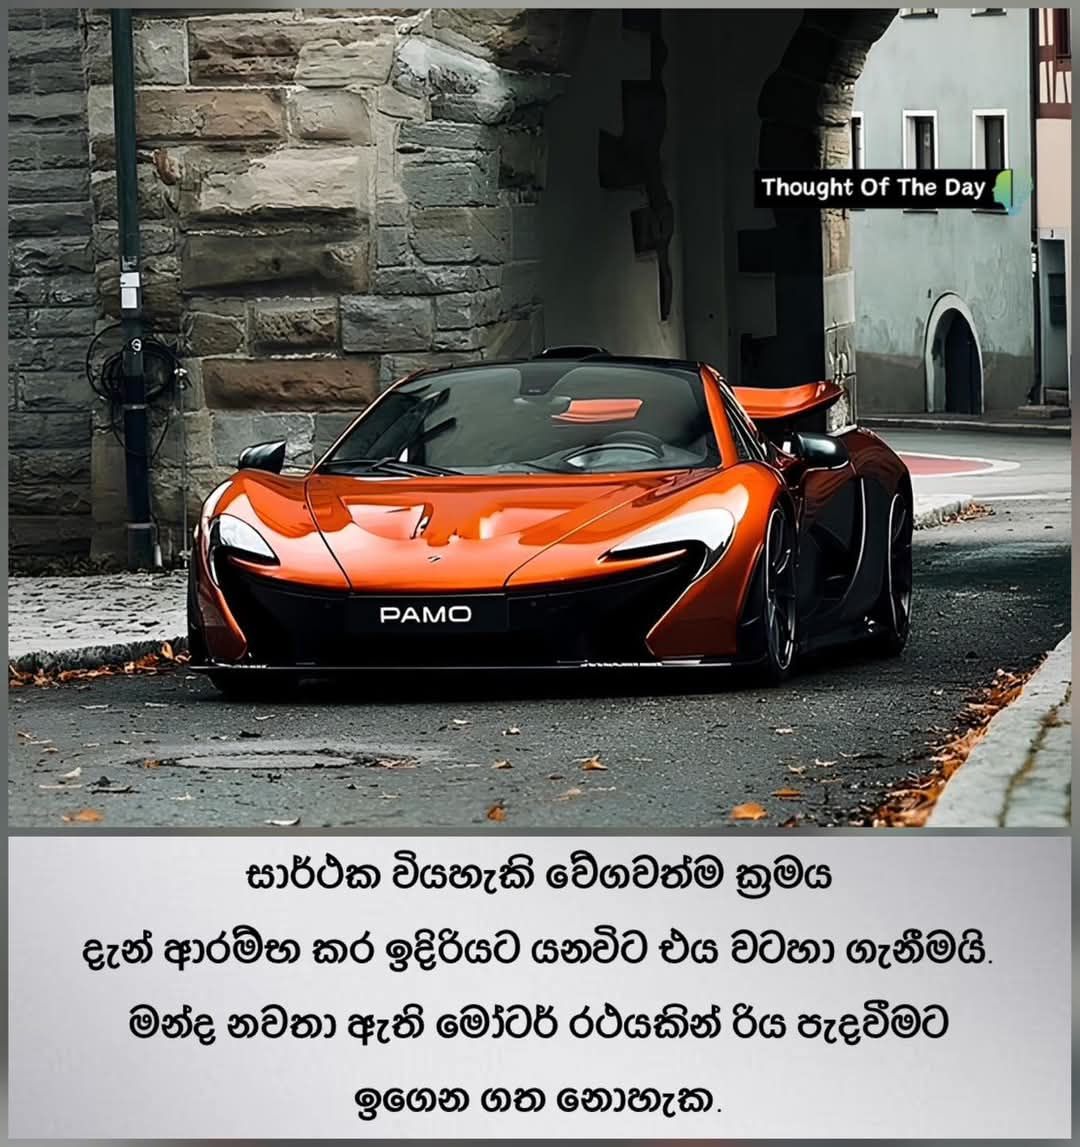 Thought Of The Day
PAMO
සාර්ථක වියහැකි වේගවත්ම ක්‍රමය
දැන් ආරම්භ කර ඉදිරියට යනවිට එය වටහා ගැනීමයි.
මන්ද නවතා ඇති මෝටර් රථයකින් රිය පැදවීමට
ඉගෙන ගත නොහැක.